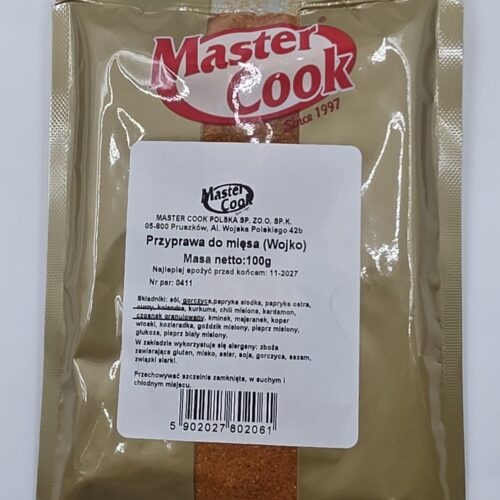 Master
Cook
Since 1997
Master
Cook
MASTER COOK POLSKA SP. ZO.O. SP.K.
05-800 Pruszków, Al. Wojska Polskiego 42b
Przyprawa do mięsa (Wojko)
Masa netto:100g
Najlepiej spożyć przed końcem: 11-2027
Nr par: 0411
Składniki: sól, gorczyca,papryka słodka, papryka ostra,
curry, kolendra, kurkuma, chili mielona, kardamon,
czosnek granulowany, kminek, majeranek, koper
włoski, kozieradka, goździk mielony, pieprz mielony,
glukoza, pieprz biały mielony.
W zakładzie wykorzystuje się alergeny: zboża
zawierające gluten, mleko, seler, soja, gorczyca, sezam,
związki siarki.
Przechowywać szczelnie zamknięte, w suchym i
chłodnym miejscu.
5 902027 802061